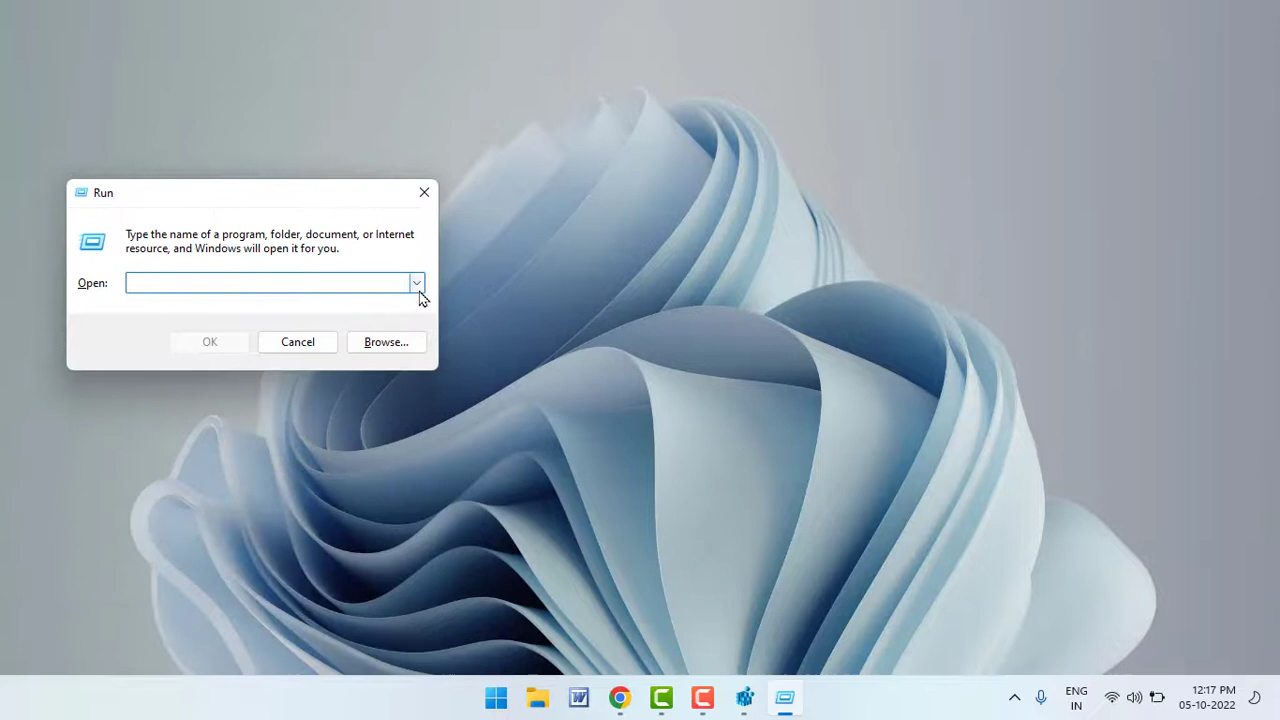 Run
Type the name of a program, folder, document, or Internet
resource, and Windows will open it for you.
Open:
OK
Cancel
Browse...
W
ENG
IN
12:17 PM
05-10-2022